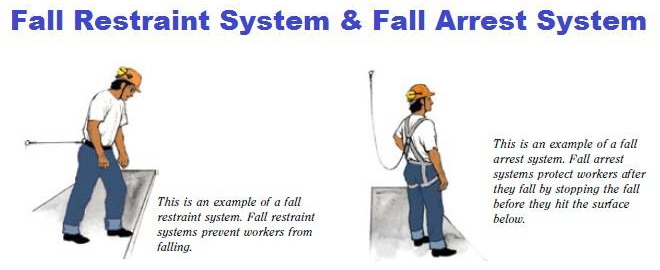 Fall Restraint System & Fall Arrest System
This is an example of a fall
restraint system. Fall restraint
systems prevent workers from
falling.
This is an example of a fall
arrest system. Fall arrest
systems protect workers after
they fall by stopping the fall
before they hit the surface
below.